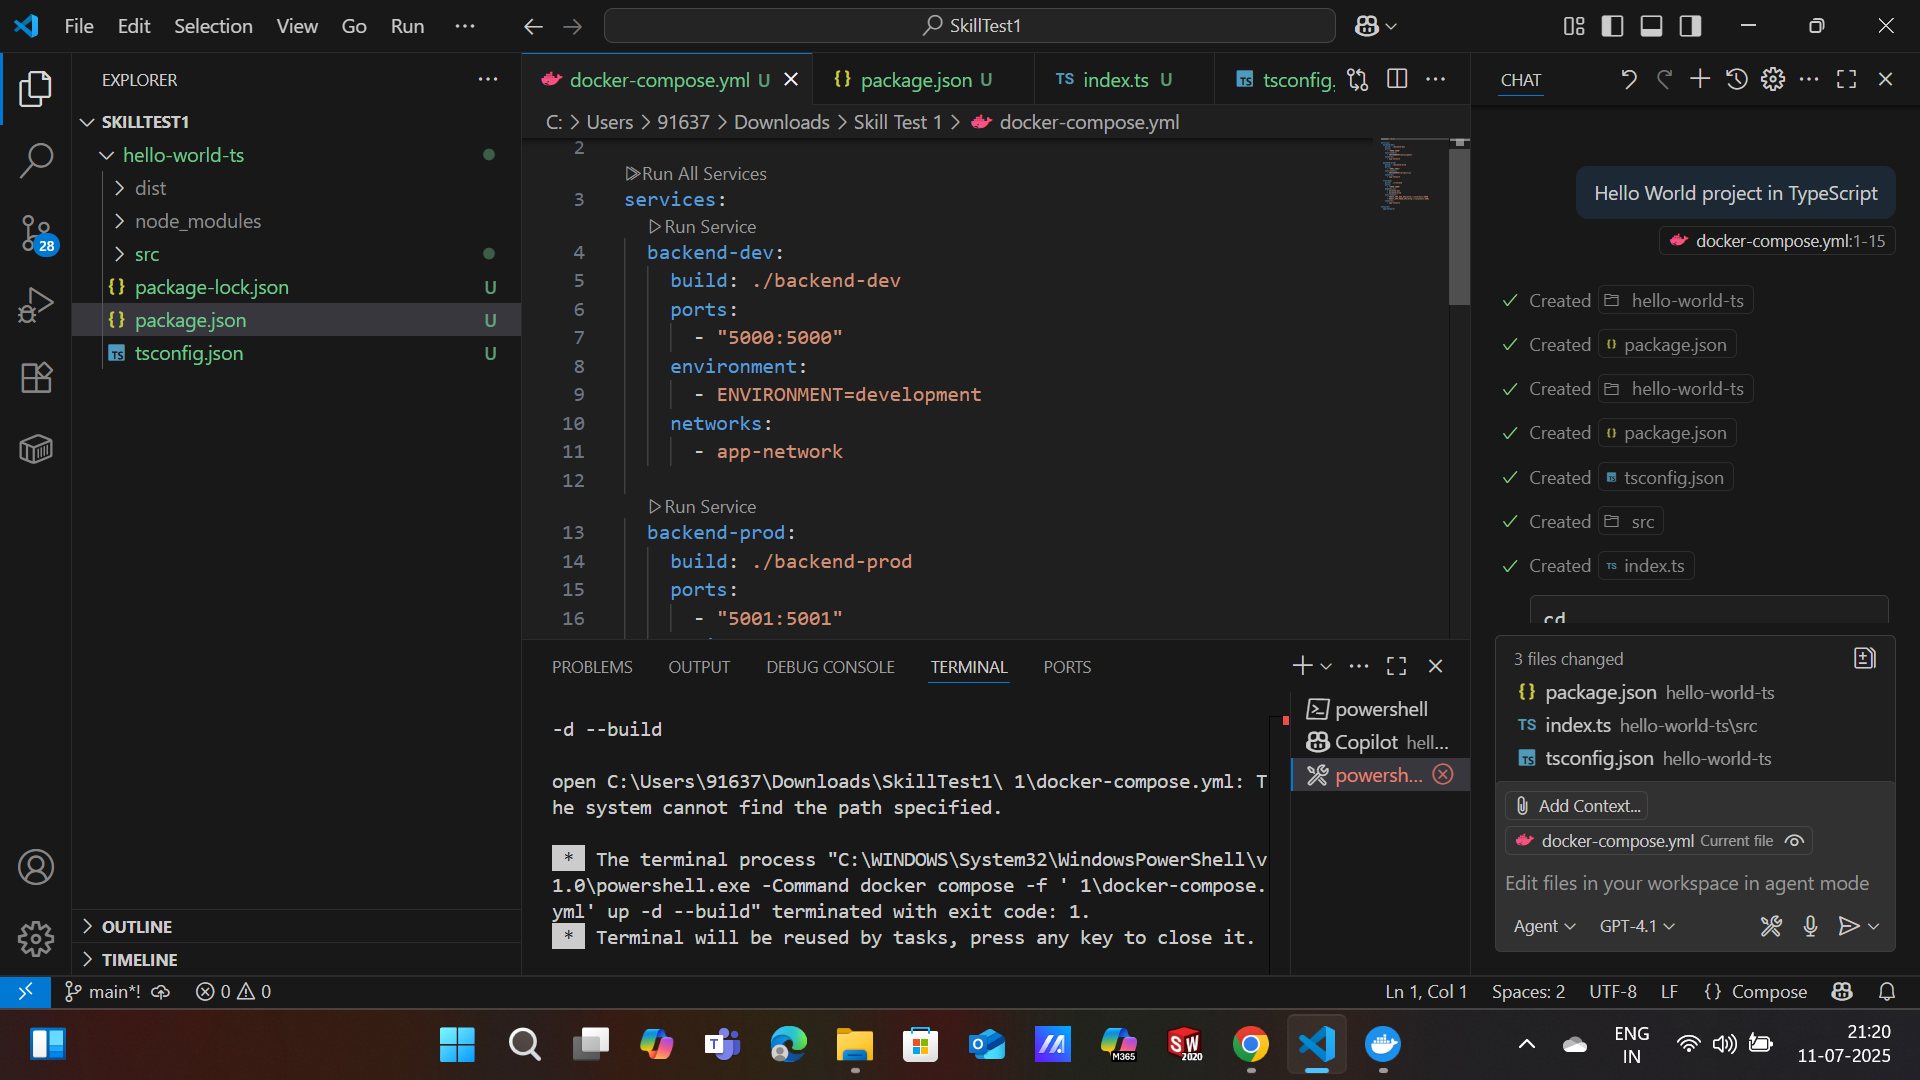 File Edit Selection View Go Run ···
SkillTest1
EXPLORER
SKILLTEST1
hello-world-ts
dist
node_modules
src
package-lock.json U
package.json U
tsconfig.json U
OUTLINE
TIMELINE
docker-compose.yml U
package.json U
TS index.ts U
TS tsconfig.
C: > Users > 91637 > Downloads > Skill Test 1 > docker-compose.yml
2
Run All Services
3 services:
Run Service
4 backend-dev:
5 build: ./backend-dev
6 ports:
7 - "5000:5000"
8 environment:
9 - ENVIRONMENT=development
10 networks:
11 - app-network
12
Run Service
13 backend-prod:
14 build: ./backend-prod
15 ports:
16 - "5001:5001"
PROBLEMS OUTPUT DEBUG CONSOLE TERMINAL PORTS
-d --build
open C:\Users\91637\Downloads\SkillTest1\ 1\docker-compose.yml: T
he system cannot find the path specified.
* The terminal process "C:\WINDOWS\System32\WindowsPowerShell\v
1.0\powershell.exe -Command docker compose -f ' 1\docker-compose.
yml' up -d --build" terminated with exit code: 1.
* Terminal will be reused by tasks, press any key to close it.
powershell
Copilot hell...
powersh...
CHAT
Hello World project in TypeScript
docker-compose.yml:1-15
Created hello-world-ts
Created package.json
Created hello-world-ts
Created package.json
Created tsconfig.json
Created src
Created TS index.ts
cd
3 files changed
package.json hello-world-ts
TS index.ts hello-world-ts\src
TS tsconfig.json hello-world-ts
Add Context...
docker-compose.yml Current file
Edit files in your workspace in agent mode
Agent GPT-4.1
28
main*! 0 0
Ln 1, Col 1 Spaces: 2 UTF-8 LF {} Compose
M365
SW
2020
ENG
IN
21:20
11-07-2025